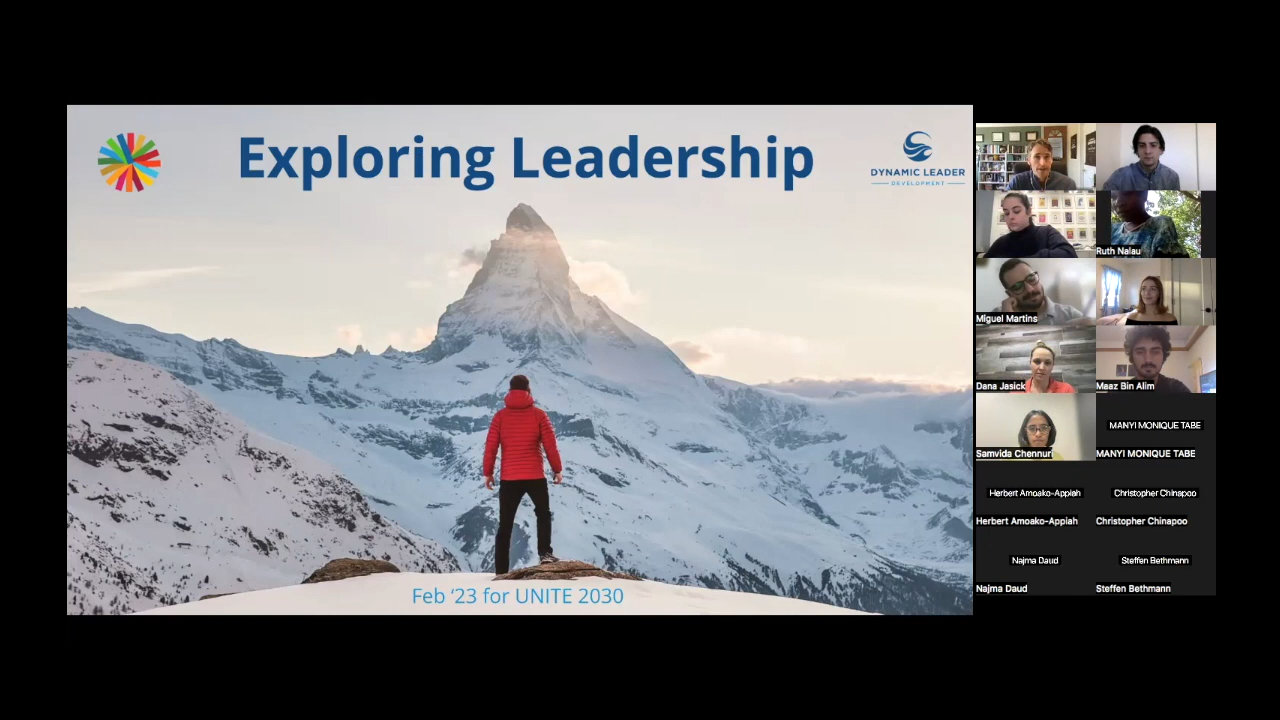 Exploring Leadership
DYNAMIC LEADER
DEVELOPMENT
Feb ‘23 for UNITE 2030
Ruth Nalau
Miguel Martins
Dana Jasick
Maaz Bin Alim
Samvida Chennuri
MANYI MONIQUE TABE
MANYI MONIQUE TABE
Herbert Amoako-Appiah
Christopher Chinapoo
Herbert Amoako-Appiah
Christopher Chinapoo
Najma Daud
Steffen Bethmann
Najma Daud
Steffen Bethmann